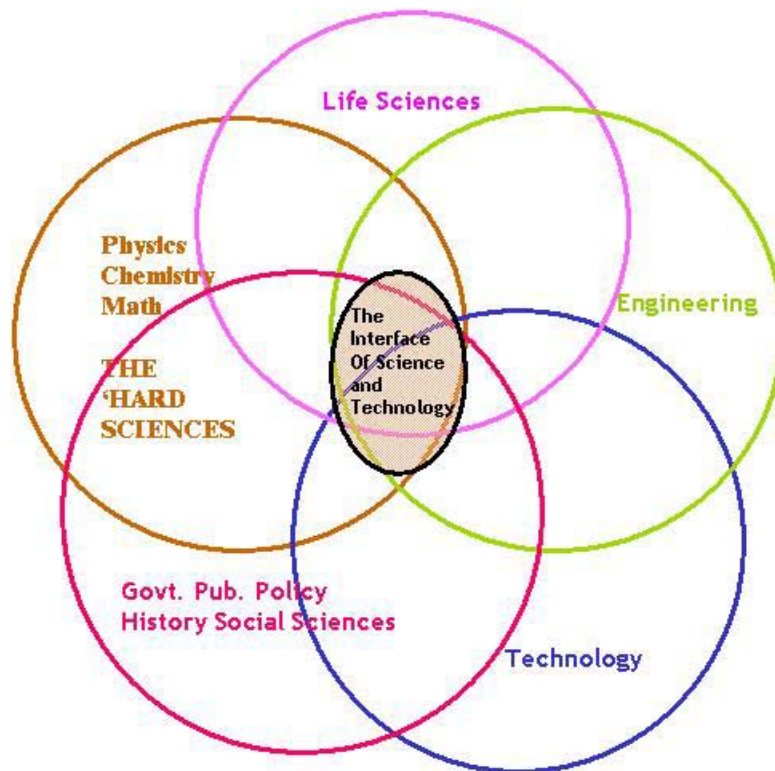 Life Sciences
Physics
Chemistry
Math
THE
‘HARD
SCIENCES
Engineering
The
Interface
Of Science
and
Technology
Govt. Pub. Policy
History Social Sciences
Technology